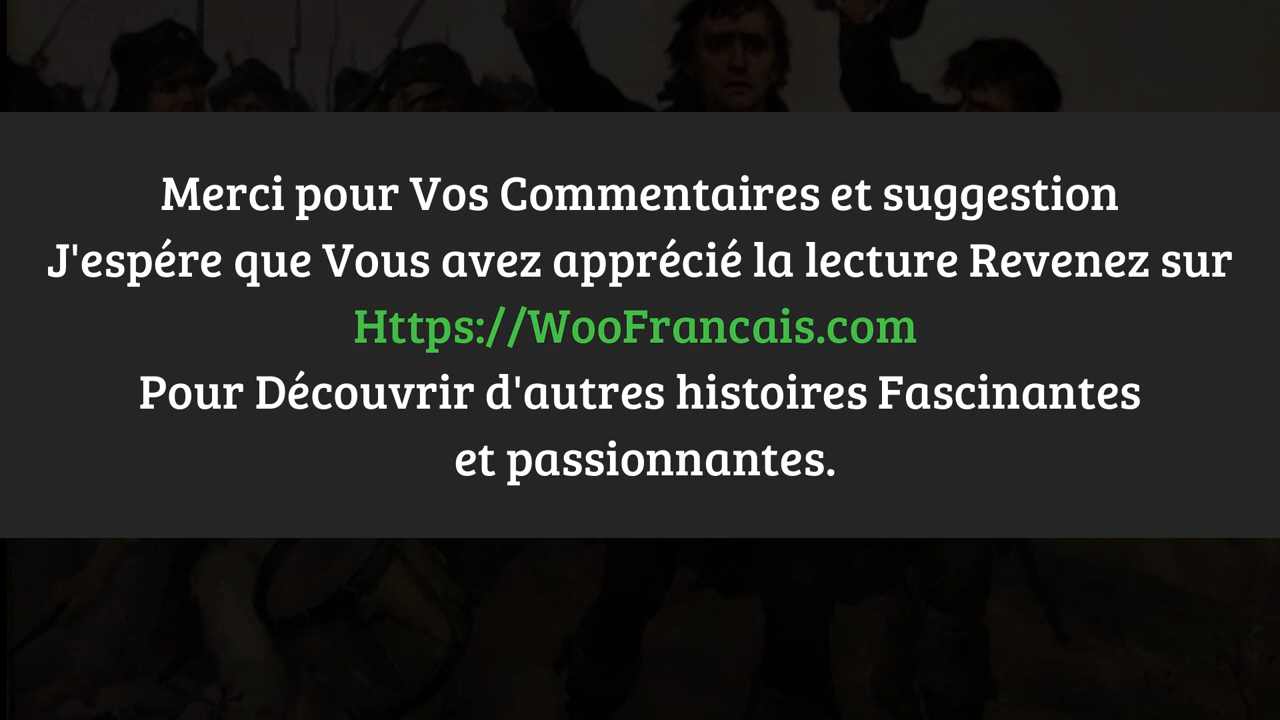 Merci pour Vos Commentaires et suggestion
J'espére que Vous avez apprécié la lecture Revenez sur
Https://WooFrancais.com
Pour Découvrir d'autres histoires Fascinantes
et passionnantes.